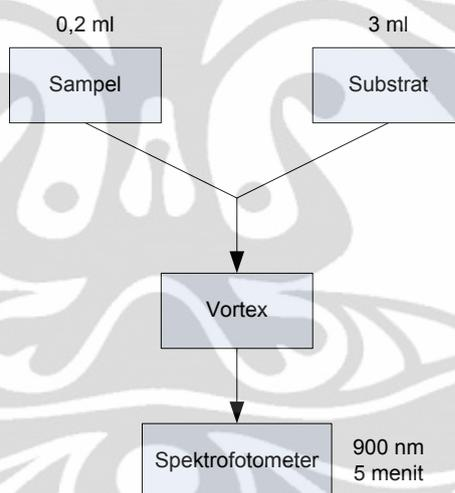 0,2 ml
3 ml
Sampel
Substrat
Vortex
Spektrofotometer
900 nm
5 menit